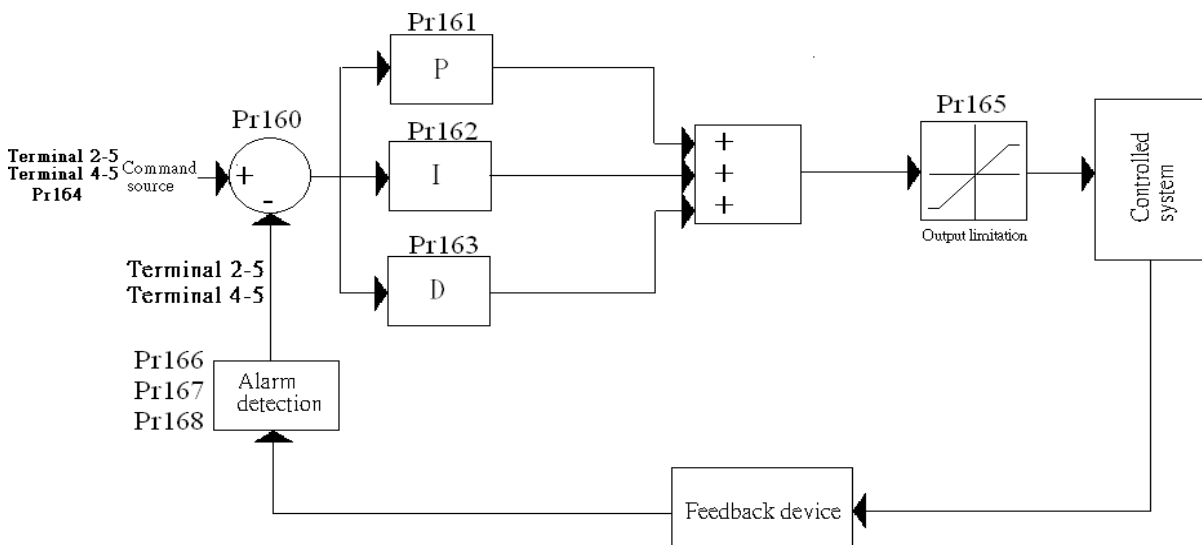 Pr161
P
Pr160
Pr162
Pr165
Terminal 2-5
Terminal 4-5
Pr164
Command
source
+
-
I
+
+
+
Output limitation
Controlled
system
Pr163
D
Terminal 2-5
Terminal 4-5
Pr166
Pr167
Pr168
Alarm
detection
Feedback device